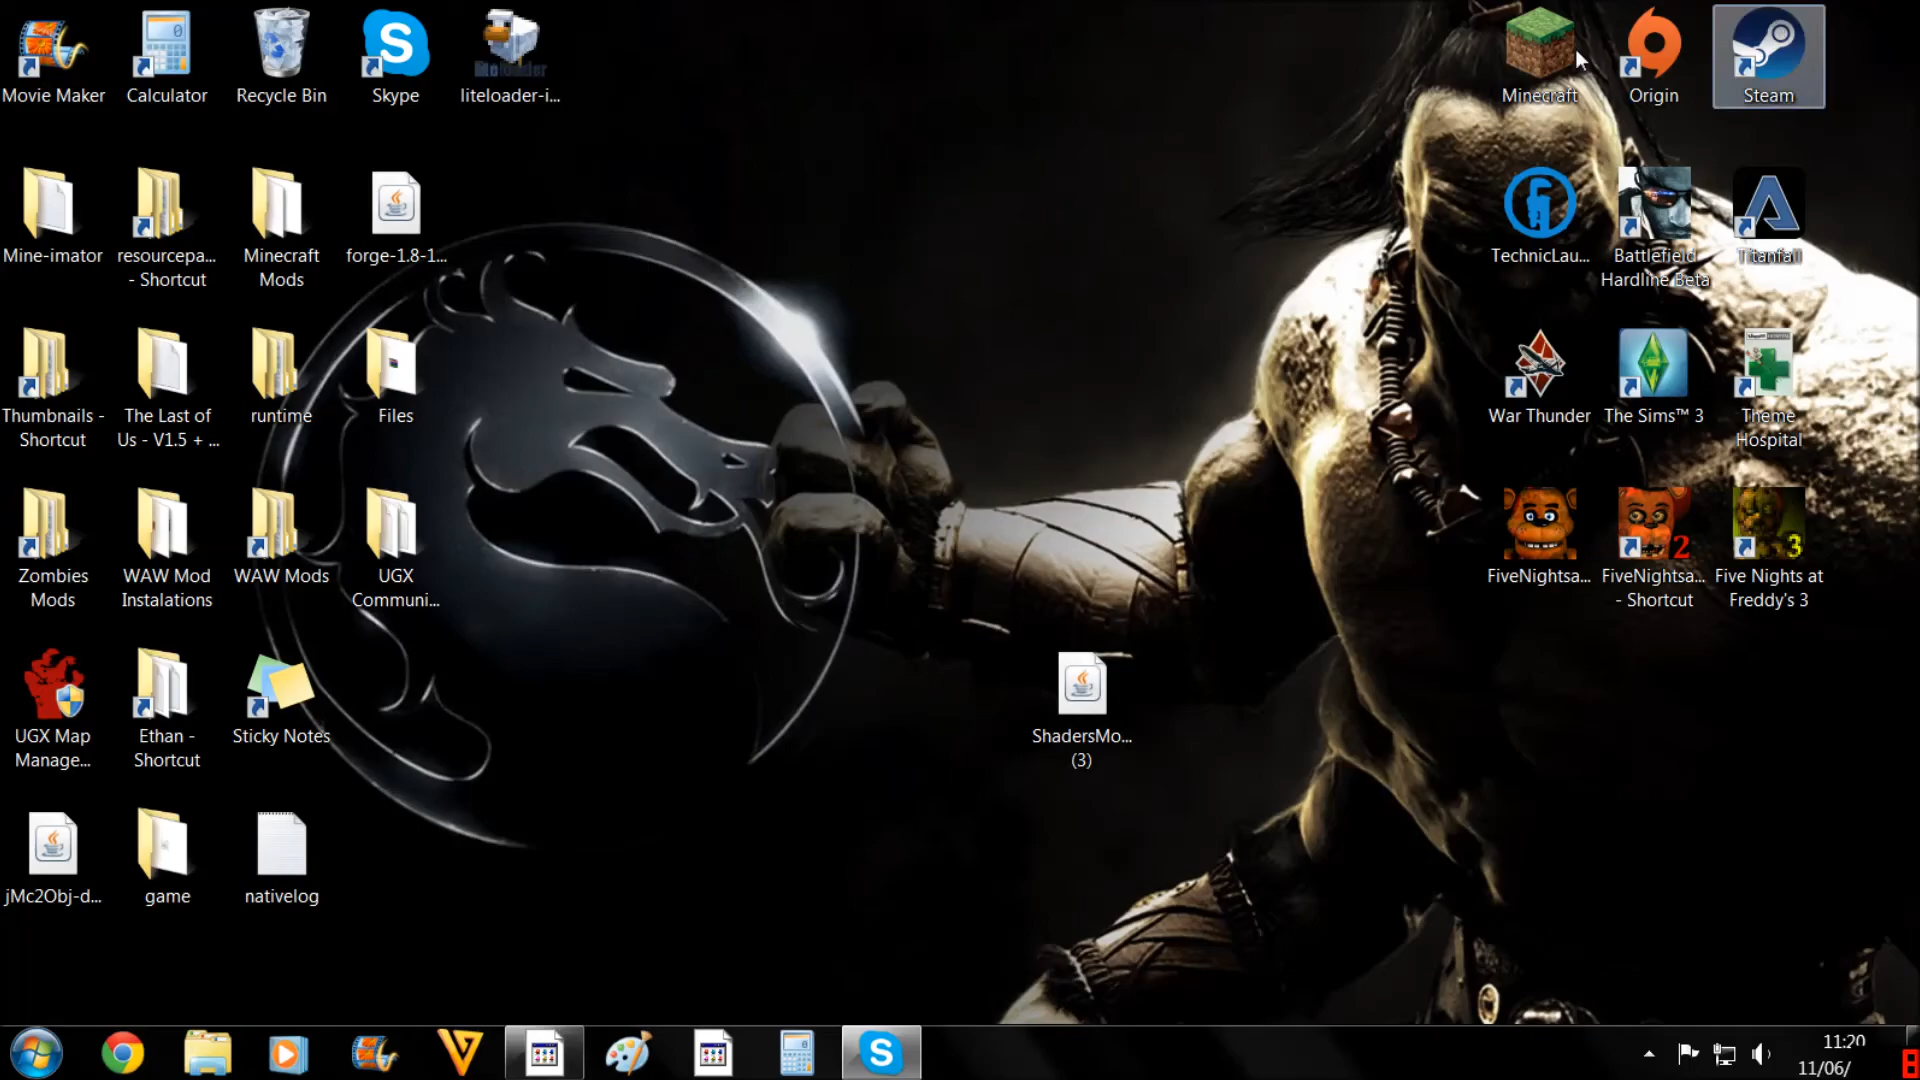 Movie Maker
Calculator
Recycle Bin
Skype
liteloader-i...
Minecraft
Origin
Steam
Mine-imator
resourcepa...
- Shortcut
Minecraft
Mods
forge-1.8-1...
TechnicLau...
Battlefield
Hardline Beta
Titanfall
Thumbnails -
Shortcut
The Last of
Us - V1.5 + ...
runtime
Files
War Thunder
The Sims™ 3
Theme
Hospital
Zombies
Mods
WAW Mod
Instalations
WAW Mods
UGX
Communi...
FiveNightsa...
2
FiveNightsa...
- Shortcut
3
Five Nights at
Freddy's 3
UGX Map
Manage...
Ethan -
Shortcut
Sticky Notes
ShadersMo...
(3)
jMc2Obj-d...
game
nativelog
11:20
11/06/